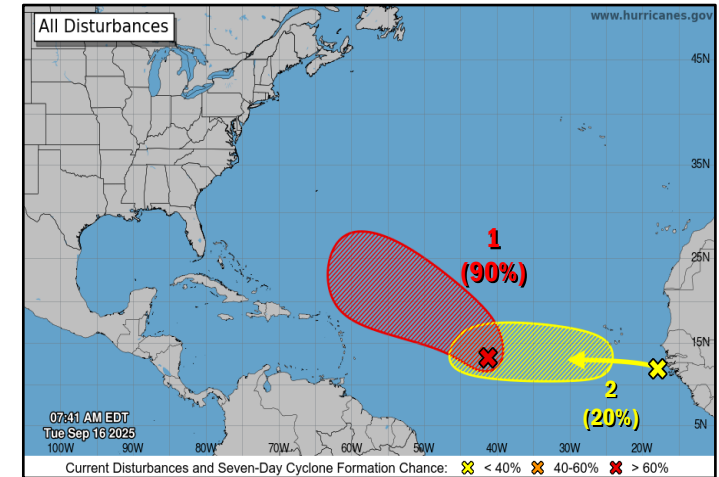 All Disturbances
www.hurricanes.gov
45N
35N
25N
15N
5N
1
(90%)
2
(20%)
07:41 AM EDT
Tue Sep 16 2025
100W 90W 80W 70W 60W 50W 40W 30W 20W
Current Disturbances and Seven-Day Cyclone Formation Chance: < 40% 40-60% > 60%